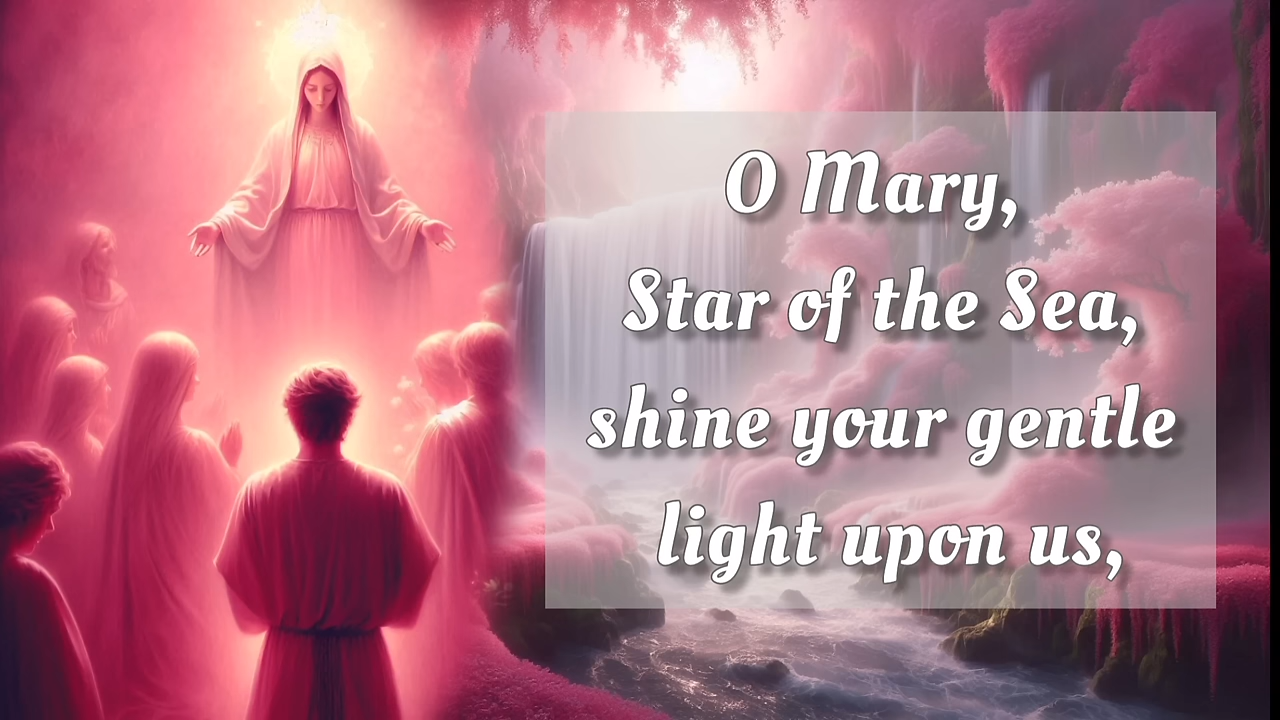 O Mary,
Star of the Sea,
shine your gentle
light upon us,